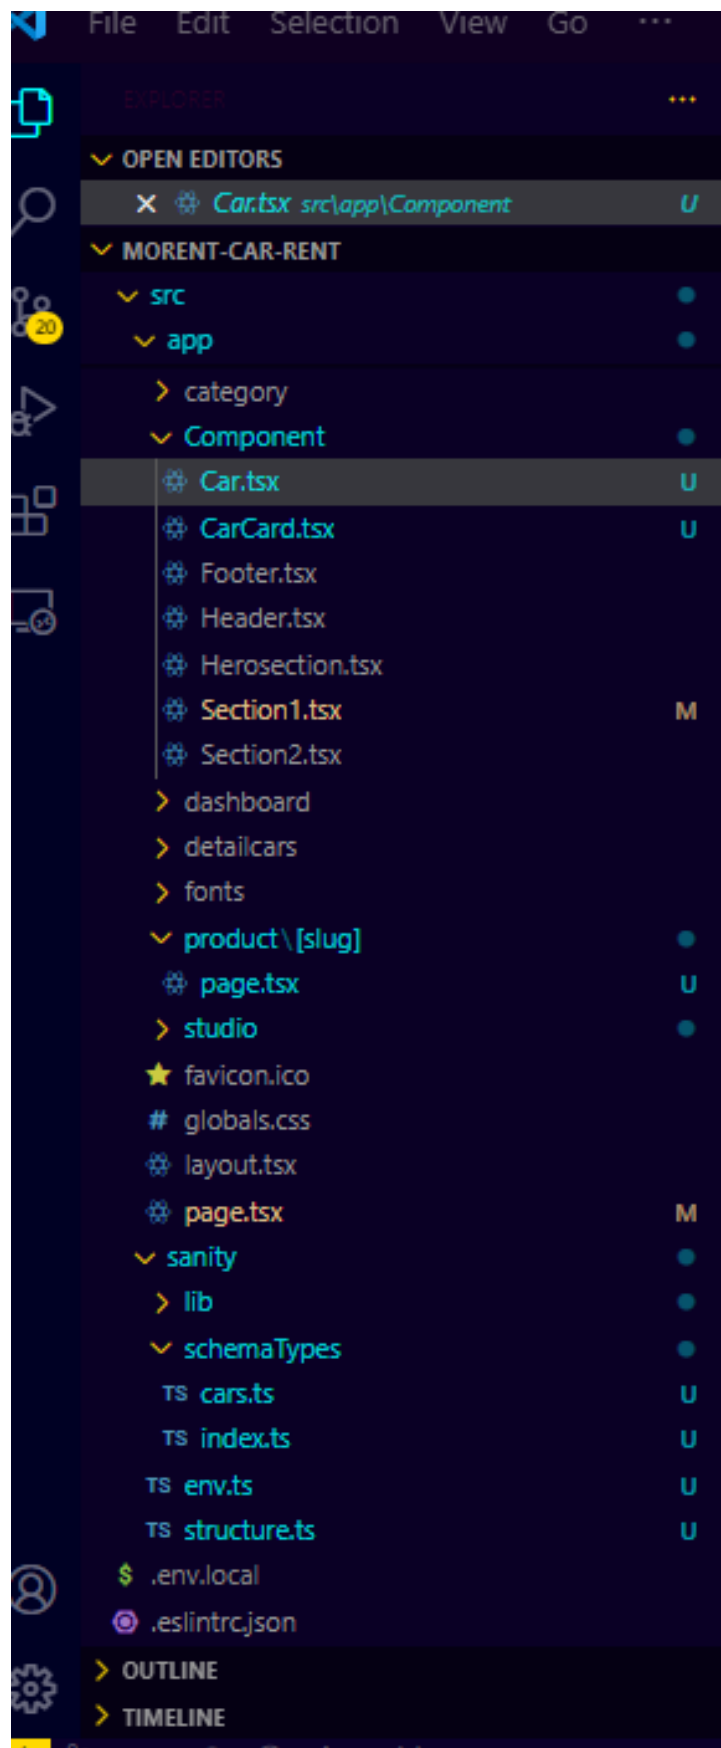 File Edit Selection View Go ...
EXPLORER ...
OPEN EDITORS
Car.tsx src\app\Component U
MORENT-CAR-RENT
src
app
category
Component
Car.tsx U
CarCard.tsx U
Footer.tsx
Header.tsx
Herosection.tsx
Section1.tsx M
Section2.tsx
dashboard
detailcars
fonts
product\[slug]
page.tsx U
studio
favicon.ico
# globals.css
layout.tsx
page.tsx M
sanity
lib
schemaTypes
TS cars.ts U
TS index.ts U
TS env.ts U
TS structure.ts U
$ .env.local
.eslintrc.json
OUTLINE
TIMELINE
20